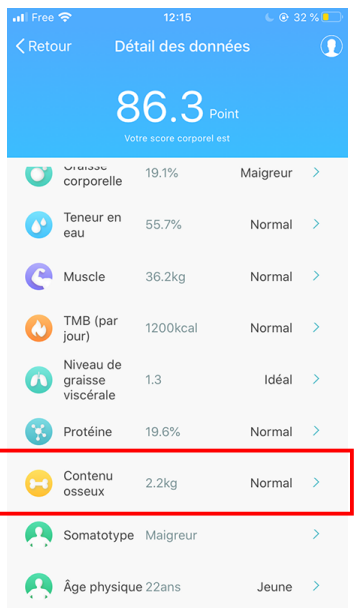 Free 12:15 32 %
Retour Détail des données
86.3 Point
Votre score corporel est
Graisse
corporelle 19.1% Maigreur
Teneur en
eau 55.7% Normal
Muscle 36.2kg Normal
TMB (par
jour) 1200kcal Normal
Niveau de
graisse 1.3 Idéal
viscérale
Protéine 19.6% Normal
Contenu
osseux 2.2kg Normal
Somatotype Maigreur
Âge physique 22ans Jeune